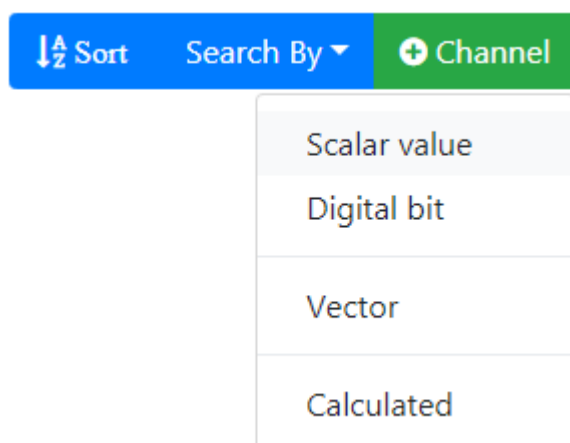 Sort Search By Channel
Scalar value
Digital bit
Vector
Calculated